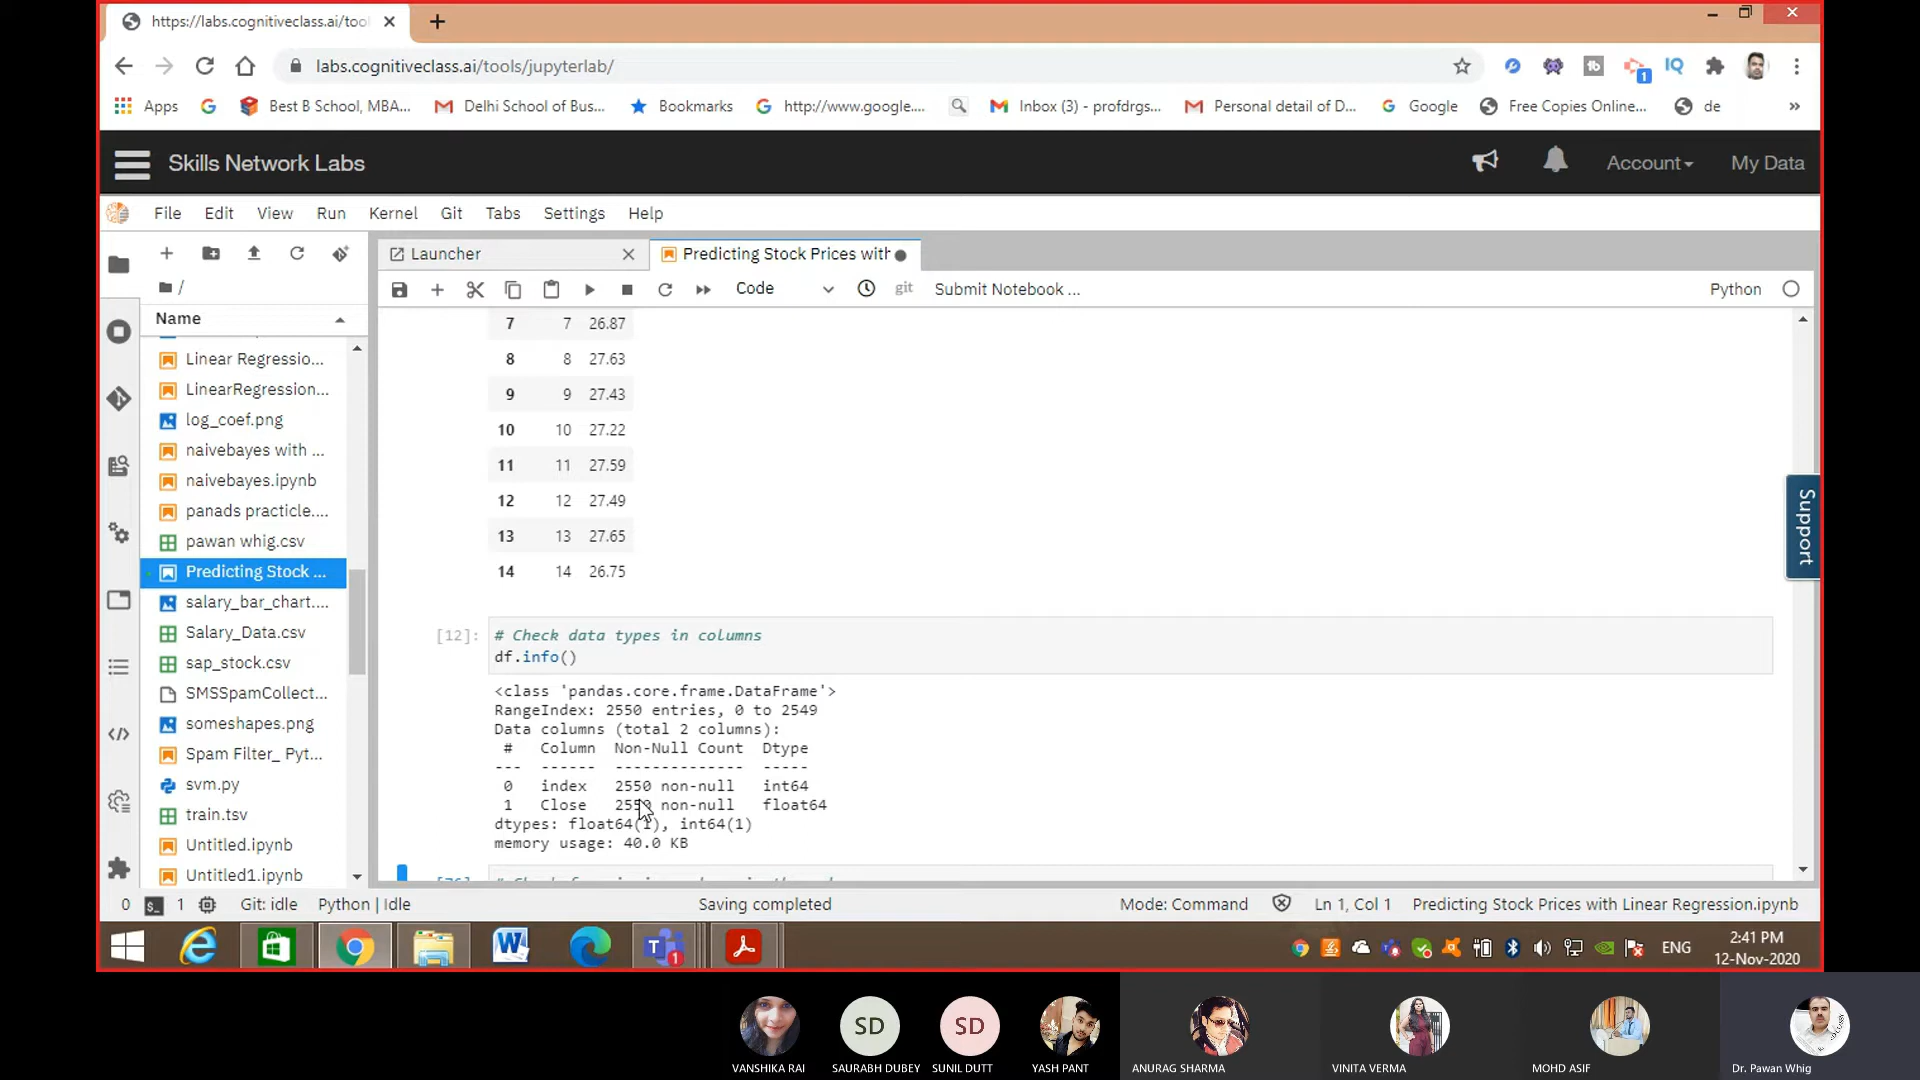 https://labs.cognitiveclass.ai/tool
labs.cognitiveclass.ai/tools/jupyterlab/
1
Apps
Best B School, MBA...
Delhi School of Bus...
Bookmarks
http://www.google....
Inbox (3) - profdrgs...
Personal detail of D...
Google
Free Copies Online...
de
Skills Network Labs
Account
My Data
File Edit View Run Kernel Git Tabs Settings Help
Launcher
Predicting Stock Prices with
/
Code
git
Submit Notebook ...
Python
Name
Linear Regressio...
LinearRegression...
log_coef.png
naivebayes with ...
naivebayes.ipynb
panads practicle....
pawan whig.csv
Predicting Stock ...
salary_bar_chart....
Salary_Data.csv
sap_stock.csv
SMSSpamCollect...
someshapes.png
Spam Filter_ Pyt...
svm.py
train.tsv
Untitled.ipynb
Untitled1.ipynb
7 7 26.87
8 8 27.63
9 9 27.43
10 10 27.22
11 11 27.59
12 12 27.49
13 13 27.65
14 14 26.75
[12]:
# Check data types in columns
df.info()
<class 'pandas.core.frame.DataFrame'>
RangeIndex: 2550 entries, 0 to 2549
Data columns (total 2 columns):
# Column Non-Null Count Dtype
--- ------ -------------- -----
0 index 2550 non-null int64
1 Close 2550 non-null float64
dtypes: float64(1), int64(1)
memory usage: 40.0 KB
Support
0 1 Git: idle Python | Idle Saving completed Mode: Command Ln 1, Col 1 Predicting Stock Prices with Linear Regression.ipynb
1
ENG
2:41 PM
12-Nov-2020
SD
SD
VANSHIKA RAI
SAURABH DUBEY
SUNIL DUTT
YASH PANT
ANURAG SHARMA
VINITA VERMA
MOHD ASIF
Dr. Pawan Whig